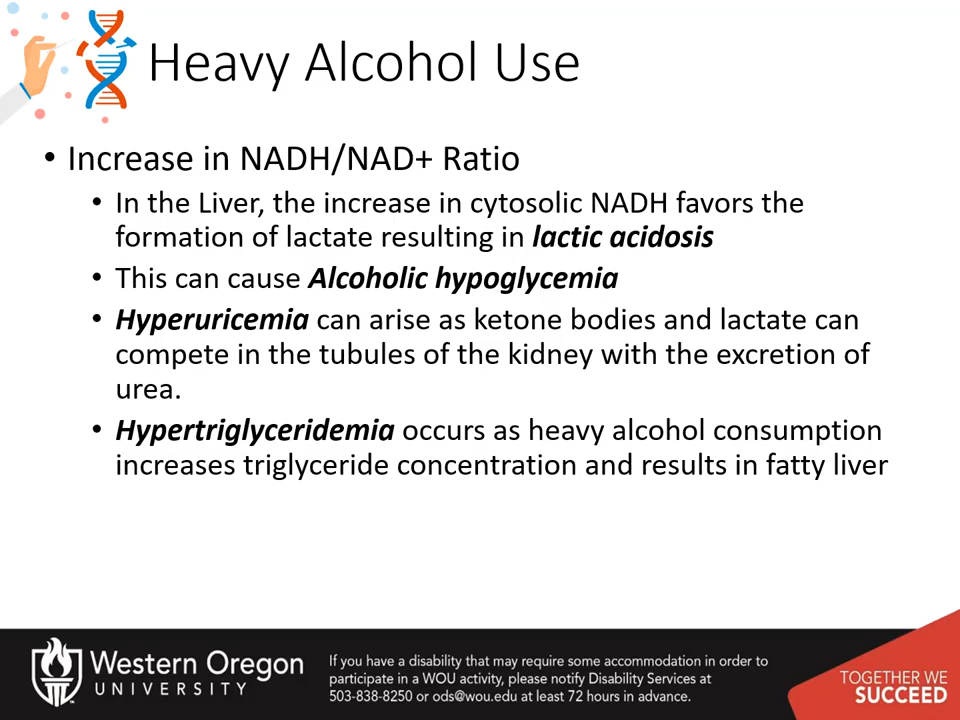 Heavy Alcohol Use
• Increase in NADH/NAD+ Ratio
• In the Liver, the increase in cytosolic NADH favors the
formation of lactate resulting in lactic acidosis
• This can cause Alcoholic hypoglycemia
• Hyperuricemia can arise as ketone bodies and lactate can
compete in the tubules of the kidney with the excretion of
urea.
• Hypertriglyceridemia occurs as heavy alcohol consumption
increases triglyceride concentration and results in fatty liver
Western Oregon
UNIVERSITY
If you have a disability that may require some accommodation in order to
participate in a WOU activity, please notify Disability Services at
503-838-8250 or ods@wou.edu at least 72 hours in advance.
TOGETHER WE
SUCCEED